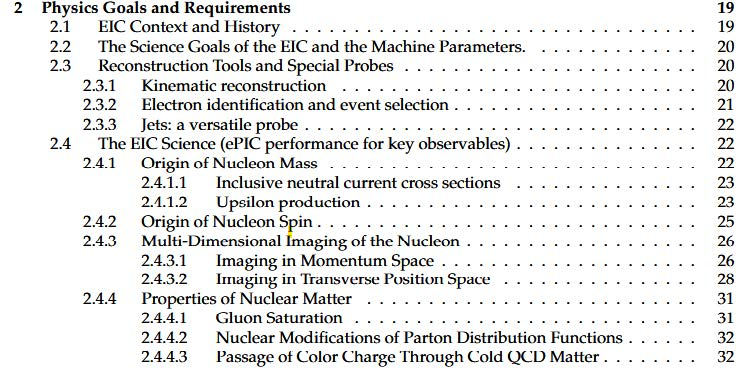 2 Physics Goals and Requirements 19
2.1 EIC Context and History . . . . . . . . . . . . . . . . . . . . . . . . . . . . . . . . 19
2.2 The Science Goals of the EIC and the Machine Parameters. . . . . . . . . . . . . 20
2.3 Reconstruction Tools and Special Probes . . . . . . . . . . . . . . . . . . . . . . . 20
2.3.1 Kinematic reconstruction . . . . . . . . . . . . . . . . . . . . . . . . . . . . 20
2.3.2 Electron identification and event selection . . . . . . . . . . . . . . . . . . . 21
2.3.3 Jets: a versatile probe . . . . . . . . . . . . . . . . . . . . . . . . . . . . . . 22
2.4 The EIC Science (ePIC performance for key observables) . . . . . . . . . . . . . . 22
2.4.1 Origin of Nucleon Mass . . . . . . . . . . . . . . . . . . . . . . . . . . . . 22
2.4.1.1 Inclusive neutral current cross sections . . . . . . . . . . . . . . . 23
2.4.1.2 Upsilon production . . . . . . . . . . . . . . . . . . . . . . . . . . 23
2.4.2 Origin of Nucleon Spin . . . . . . . . . . . . . . . . . . . . . . . . . . . . . 25
2.4.3 Multi-Dimensional Imaging of the Nucleon . . . . . . . . . . . . . . . . . . 26
2.4.3.1 Imaging in Momentum Space . . . . . . . . . . . . . . . . . . . . 26
2.4.3.2 Imaging in Transverse Position Space . . . . . . . . . . . . . . . . 28
2.4.4 Properties of Nuclear Matter . . . . . . . . . . . . . . . . . . . . . . . . . 31
2.4.4.1 Gluon Saturation . . . . . . . . . . . . . . . . . . . . . . . . . . . 31
2.4.4.2 Nuclear Modifications of Parton Distribution Functions . . . . . . 32
2.4.4.3 Passage of Color Charge Through Cold QCD Matter . . . . . . . . 32